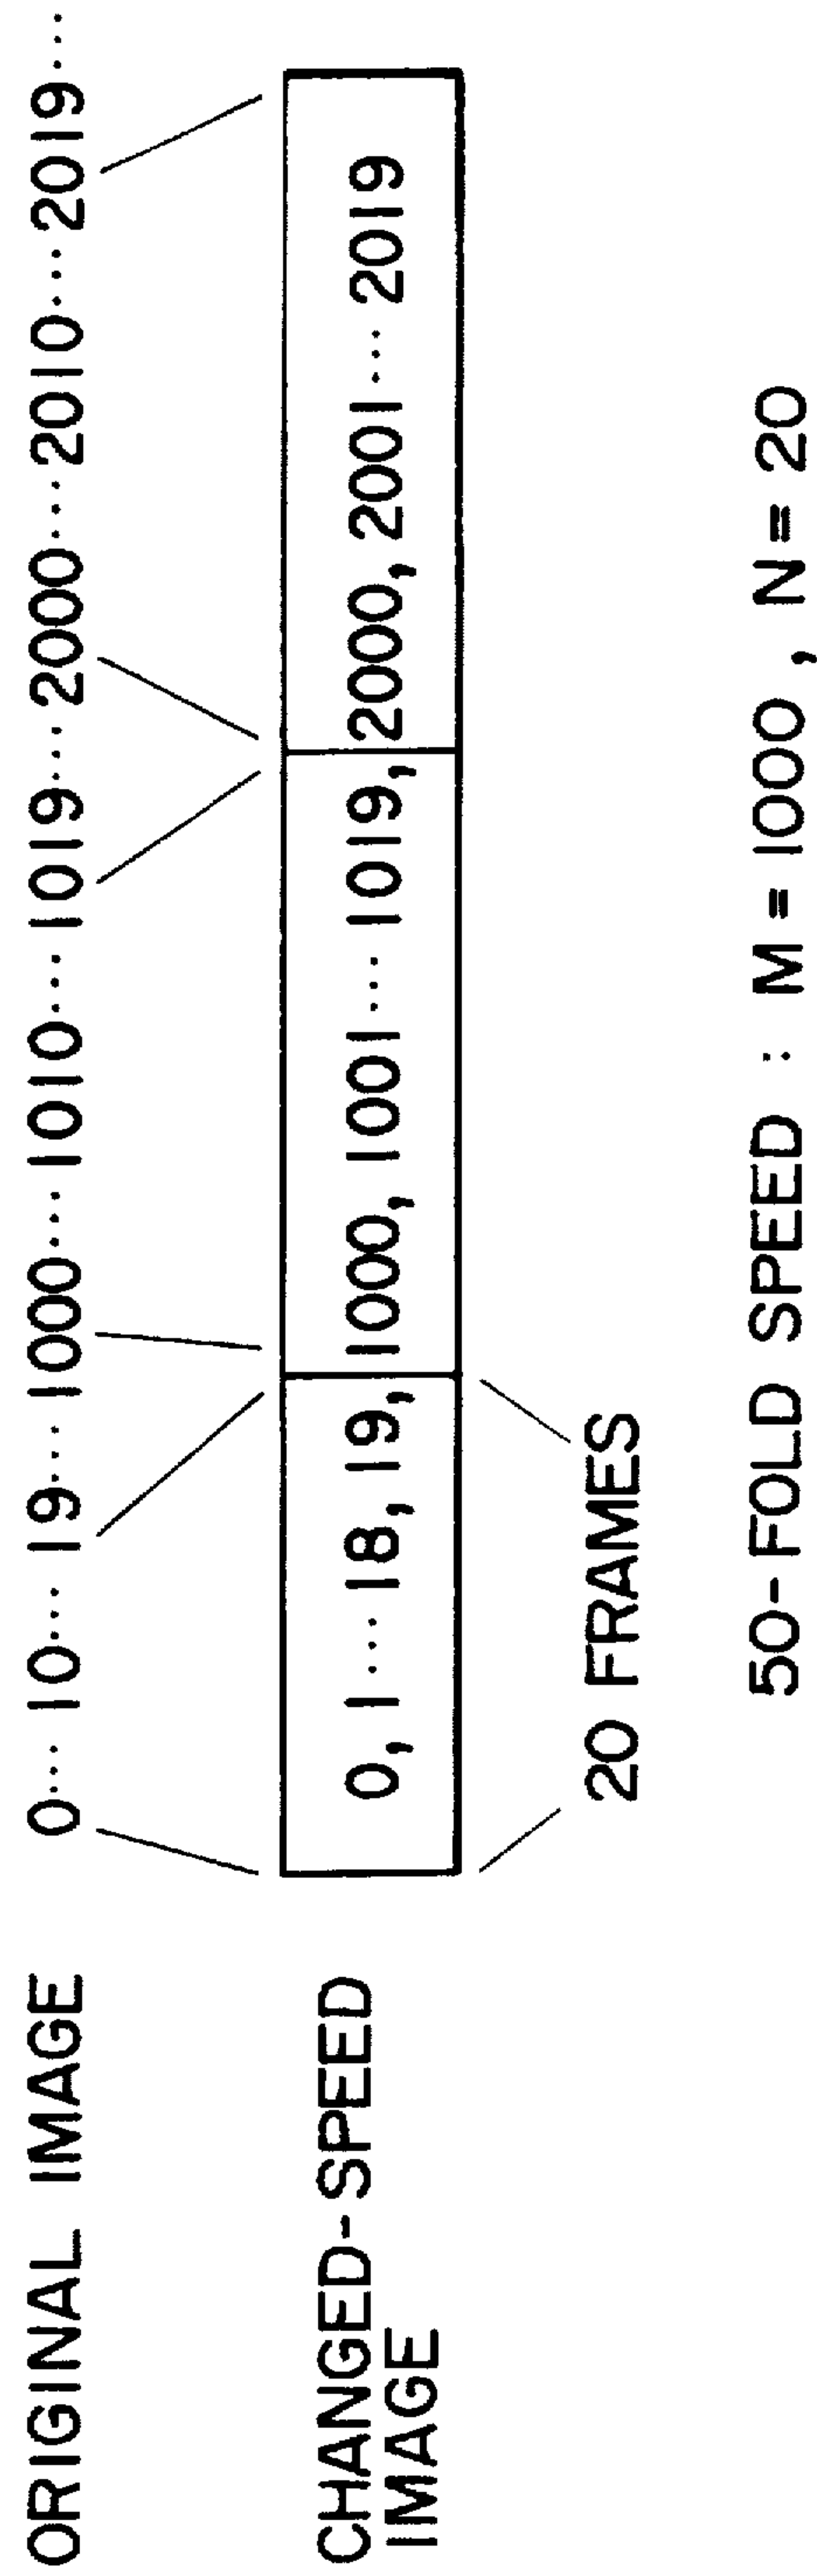 ORIGINAL IMAGE 0··· 10··· 19··· 1000··· 1010··· 1019··· 2000··· 2010··· 2019···
CHANGED-SPEED
IMAGE
0, 1 ··· 18, 19, 1000, 1001 ··· 1019, 2000, 2001 ··· 2019
20 FRAMES
50-FOLD SPEED : M = 1000, N = 20